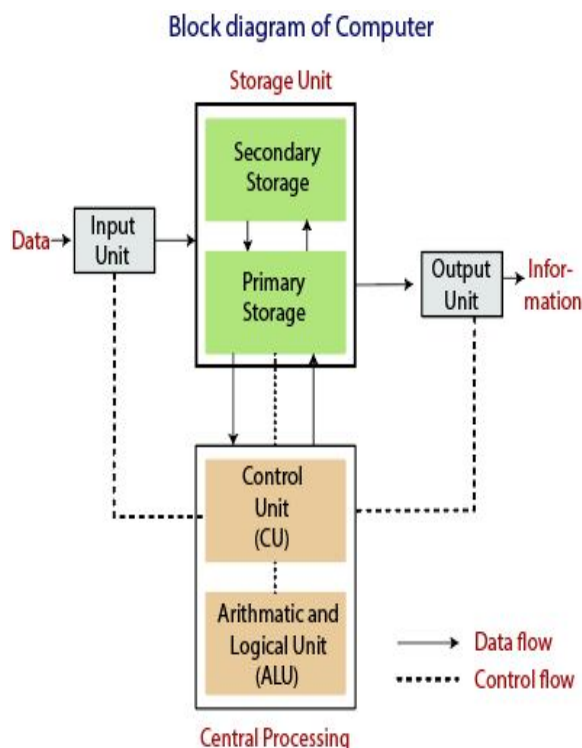 Block diagram of Computer
Storage Unit
Secondary
Storage
Data
Input
Unit
Primary
Storage
Output
Unit
Infor-
mation
Control
Unit
(CU)
Arithmatic and
Logical Unit
(ALU)
Data flow
Control flow
Central Processing